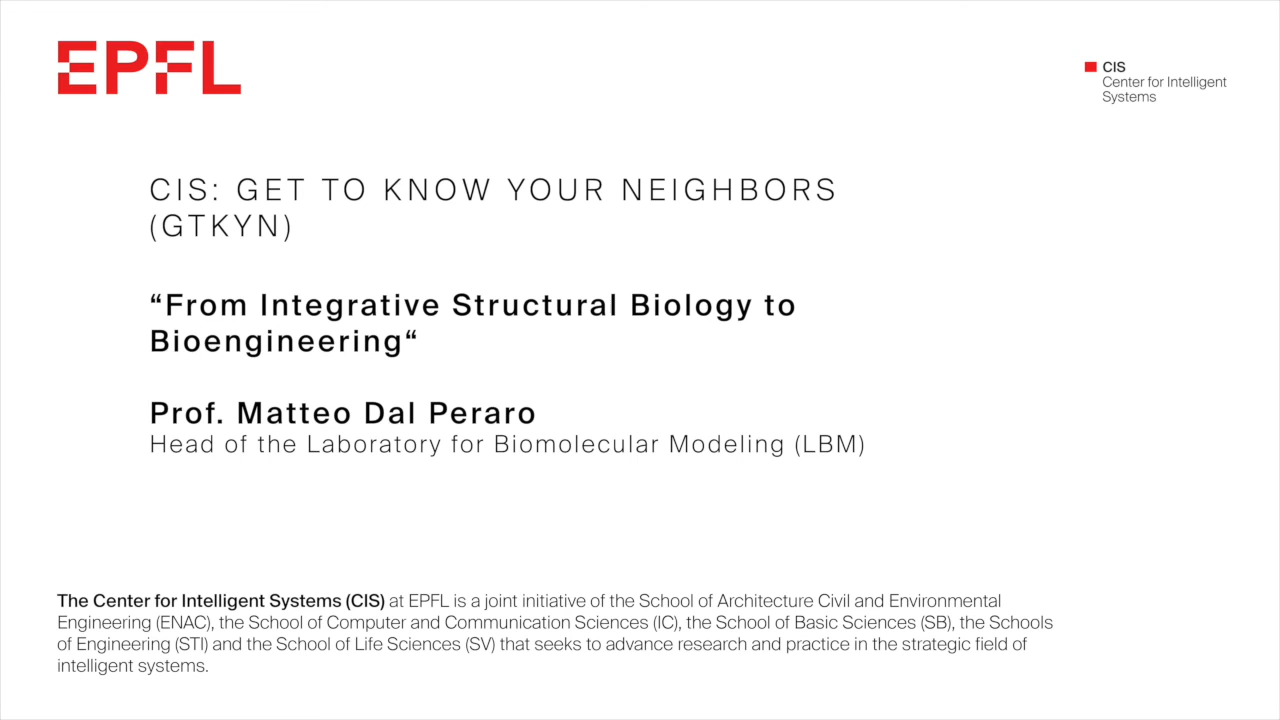 EPFL
CIS
Center for Intelligent
Systems
CIS: GET TO KNOW YOUR NEIGHBORS
(GTKYN)
“From Integrative Structural Biology to
Bioengineering“
Prof. Matteo Dal Peraro
Head of the Laboratory for Biomolecular Modeling (LBM)
The Center for Intelligent Systems (CIS) at EPFL is a joint initiative of the School of Architecture Civil and Environmental
Engineering (ENAC), the School of Computer and Communication Sciences (IC), the School of Basic Sciences (SB), the Schools
of Engineering (STI) and the School of Life Sciences (SV) that seeks to advance research and practice in the strategic field of
intelligent systems.